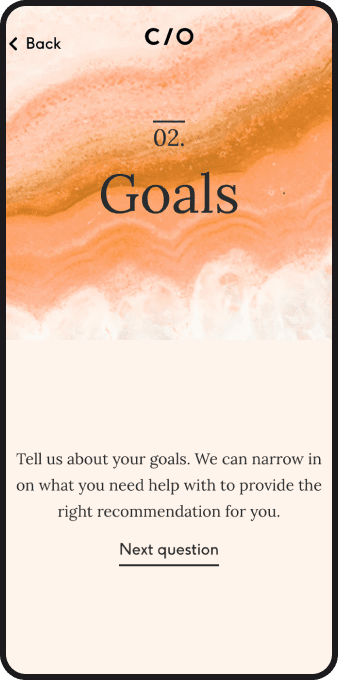 C/O
Back
02.
Goals
Tell us about your goals. We can narrow in
on what you need help with to provide the
right recommendation for you.
Next question